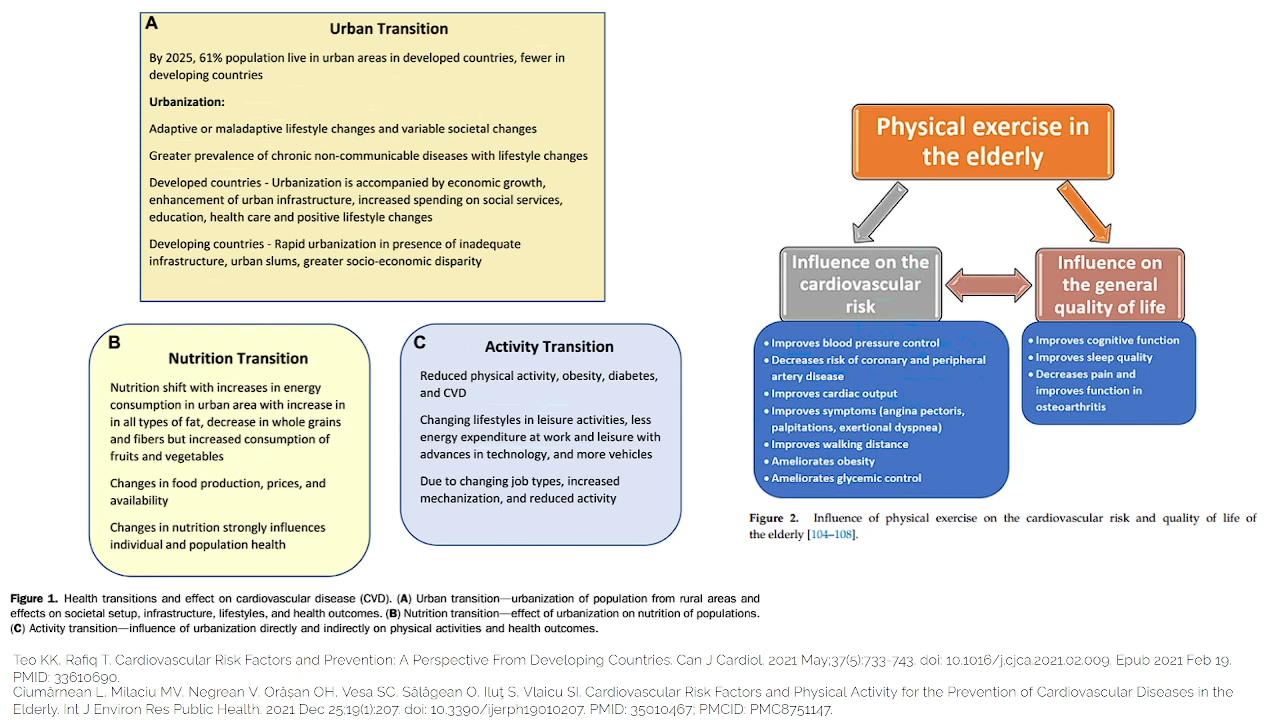 A
Urban Transition
By 2025, 61% population live in urban areas in developed countries, fewer in
developing countries
Urbanization:
Adaptive or maladaptive lifestyle changes and variable societal changes
Greater prevalence of chronic non-communicable diseases with lifestyle changes
Developed countries - Urbanization is accompanied by economic growth,
enhancement of urban infrastructure, increased spending on social services,
education, health care and positive lifestyle changes
Developing countries - Rapid urbanization in presence of inadequate
infrastructure, urban slums, greater socio-economic disparity
B
Nutrition Transition
Nutrition shift with increases in energy
consumption in urban area with increase in
in all types of fat, decrease in whole grains
and fibers but increased consumption of
fruits and vegetables
Changes in food production, prices, and
availability
Changes in nutrition strongly influences
individual and population health
C
Activity Transition
Reduced physical activity, obesity, diabetes,
and CVD
Changing lifestyles in leisure activities, less
energy expenditure at work and leisure with
advances in technology, and more vehicles
Due to changing job types, increased
mechanization, and reduced activity
Figure 1. Health transitions and effect on cardiovascular disease (CVD). (A) Urban transition—urbanization of population from rural areas and
effects on societal setup, infrastructure, lifestyles, and health outcomes. (B) Nutrition transition—effect of urbanization on nutrition of populations.
(C) Activity transition—influence of urbanization directly and indirectly on physical activities and health outcomes.
Physical exercise in
the elderly
Influence on the
cardiovascular
risk
• Improves blood pressure control
• Decreases risk of coronary and peripheral
artery disease
• Improves cardiac output
• Improves symptoms (angina pectoris,
palpitations, exertional dyspnea)
• Improves walking distance
• Ameliorates obesity
• Ameliorates glycemic control
Influence on
the general
quality of life
• Improves cognitive function
• Improves sleep quality
• Decreases pain and
improves function in
osteoarthritis
Figure 2. Influence of physical exercise on the cardiovascular risk and quality of life of
the elderly [104–108].
Teo KK, Rafiq T. Cardiovascular Risk Factors and Prevention: A Perspective From Developing Countries. Can J Cardiol. 2021 May;37(5):733-743. doi: 10.1016/j.cjca.2021.02.009. Epub 2021 Feb 19.
PMID: 33610690.
Ciumărnean L, Milaciu MV, Negrean V, Orășan OH, Vesa SC, Sălăgean O, Iluț S, Vlaicu SI. Cardiovascular Risk Factors and Physical Activity for the Prevention of Cardiovascular Diseases in the
Elderly. Int J Environ Res Public Health. 2021 Dec 25;19(1):207. doi: 10.3390/ijerph19010207. PMID: 35010467; PMCID: PMC8751147.